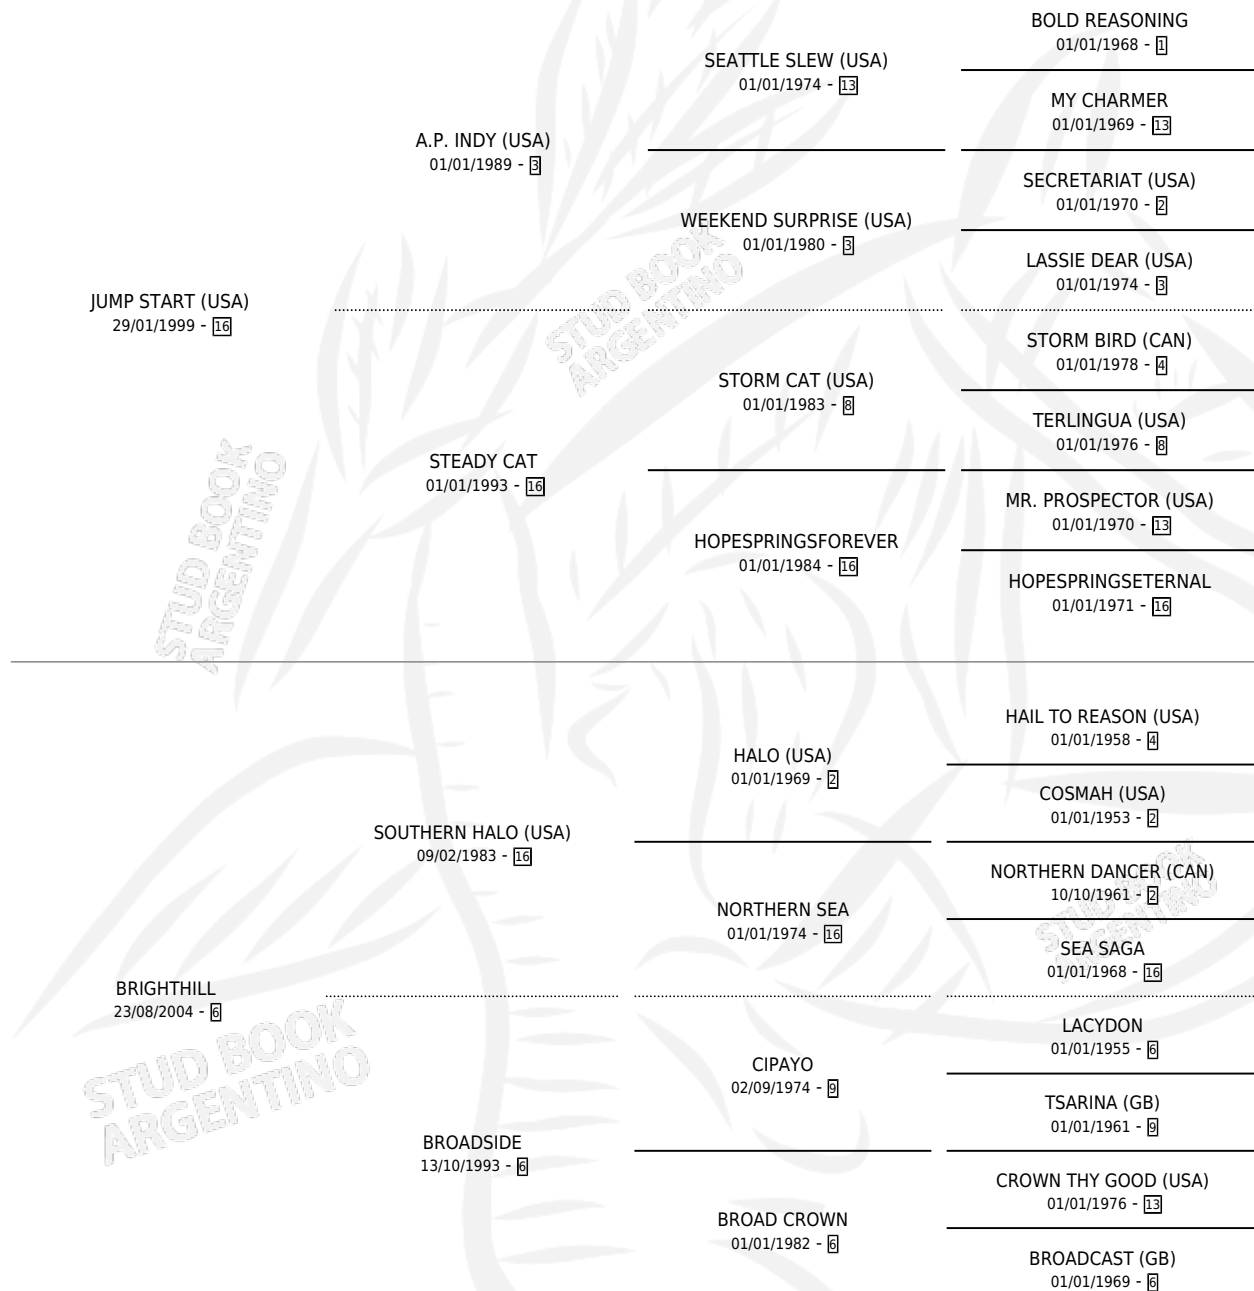 BOLD REASONING
01/01/1968 - 1
SEATTLE SLEW (USA)
01/01/1974 - 13
MY CHARMER
01/01/1969 - 13
A.P. INDY (USA)
01/01/1989 - 3
SECRETARIAT (USA)
01/01/1970 - 2
WEEKEND SURPRISE (USA)
01/01/1980 - 3
LASSIE DEAR (USA)
01/01/1974 - 3
JUMP START (USA)
29/01/1999 - 16
STORM BIRD (CAN)
01/01/1978 - 4
STORM CAT (USA)
01/01/1983 - 8
TERLINGUA (USA)
01/01/1976 - 8
STEADY CAT
01/01/1993 - 16
MR. PROSPECTOR (USA)
01/01/1970 - 13
HOPESPRINGSFOREVER
01/01/1984 - 16
HOPESPRINGSETERNAL
01/01/1971 - 16
HAIL TO REASON (USA)
01/01/1958 - 4
HALO (USA)
01/01/1969 - 2
COSMAH (USA)
01/01/1953 - 2
SOUTHERN HALO (USA)
09/02/1983 - 16
NORTHERN DANCER (CAN)
10/10/1961 - 2
NORTHERN SEA
01/01/1974 - 16
SEA SAGA
01/01/1968 - 16
BRIGHTHILL
23/08/2004 - 6
LACYDON
01/01/1955 - 6
CIPAYO
02/09/1974 - 9
TSARINA (GB)
01/01/1961 - 9
BROADSIDE
13/10/1993 - 6
CROWN THY GOOD (USA)
01/01/1976 - 13
BROAD CROWN
01/01/1982 - 6
BROADCAST (GB)
01/01/1969 - 6
STUD BOOK
ARGENTINO
STUD BOOK
ARGENTINO
STUD BOOK
ARGENTINO
STUD BOOK
ARGENTINO